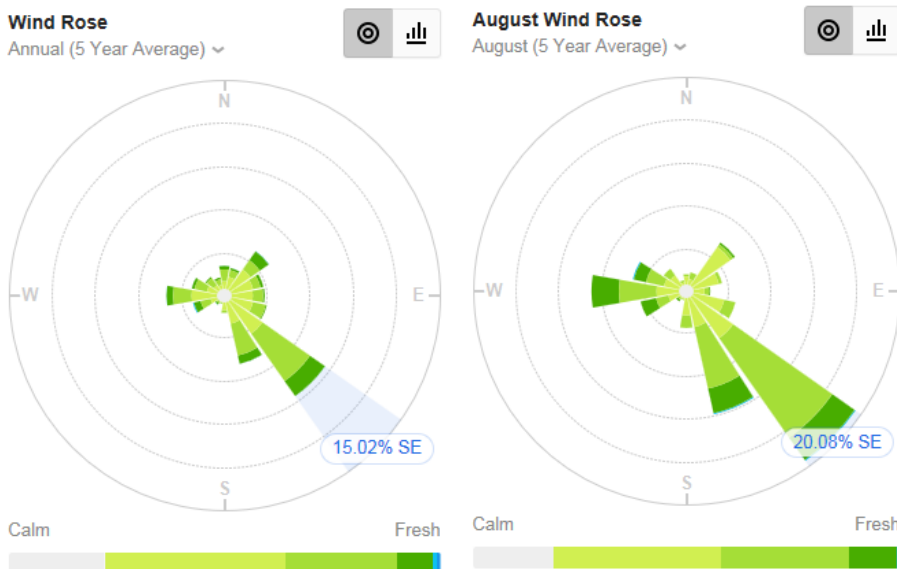 Wind Rose
Annual (5 Year Average)
N
W
E
15.02% SE
S
Calm
Fresh
August Wind Rose
August (5 Year Average)
N
W
E
20.08% SE
S
Calm
Fresh